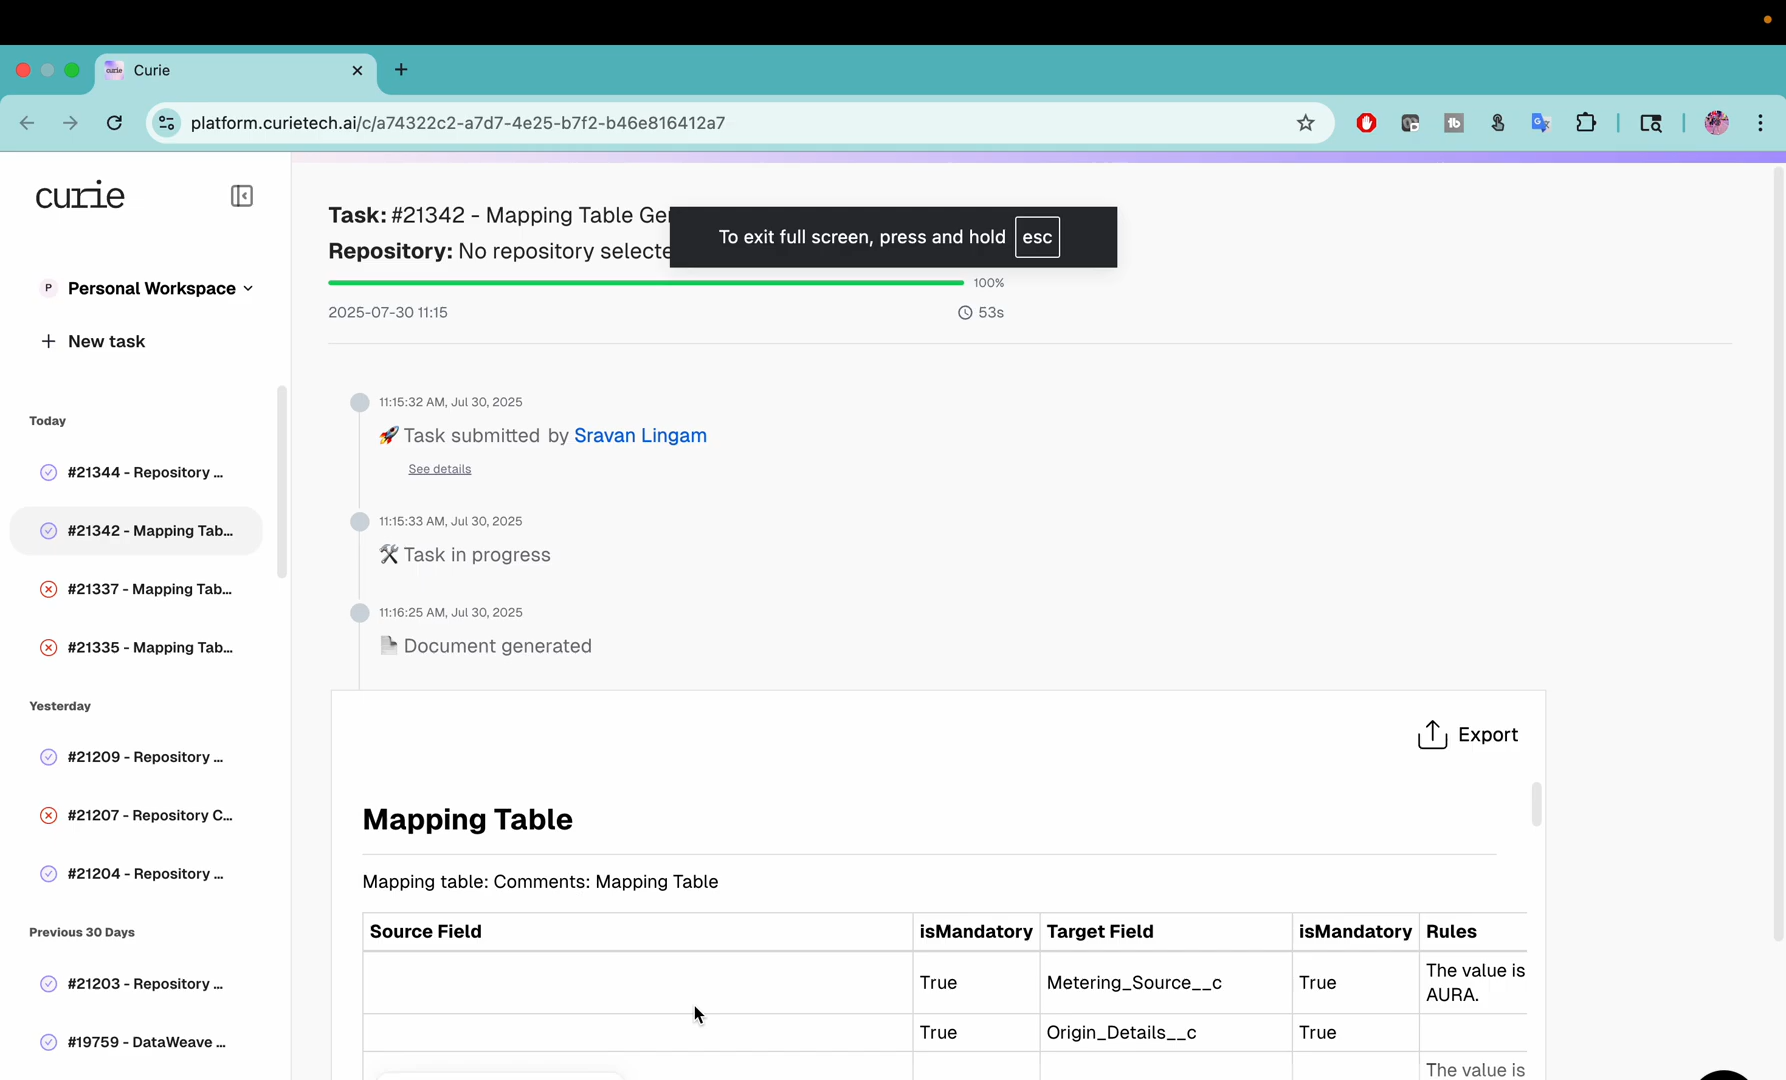 curie
Curie
platform.curietech.ai/c/a74322c2-a7d7-4e25-b7f2-b46e816412a7
curie
P Personal Workspace
New task
Today
#21344 - Repository ...
#21342 - Mapping Tab...
#21337 - Mapping Tab...
#21335 - Mapping Tab...
Yesterday
#21209 - Repository ...
#21207 - Repository C...
#21204 - Repository ...
Previous 30 Days
#21203 - Repository ...
#19759 - DataWeave ...
Task: #21342 - Mapping Table Ge
Repository: No repository selecte
To exit full screen, press and hold esc
100%
2025-07-30 11:15
53s
11:15:32 AM, Jul 30, 2025
Task submitted by Sravan Lingam
See details
11:15:33 AM, Jul 30, 2025
Task in progress
11:16:25 AM, Jul 30, 2025
Document generated
Export
Mapping Table
Mapping table: Comments: Mapping Table
Source Field isMandatory Target Field isMandatory Rules
True Metering_Source__c True The value is
AURA.
True Origin_Details__c True
The value is